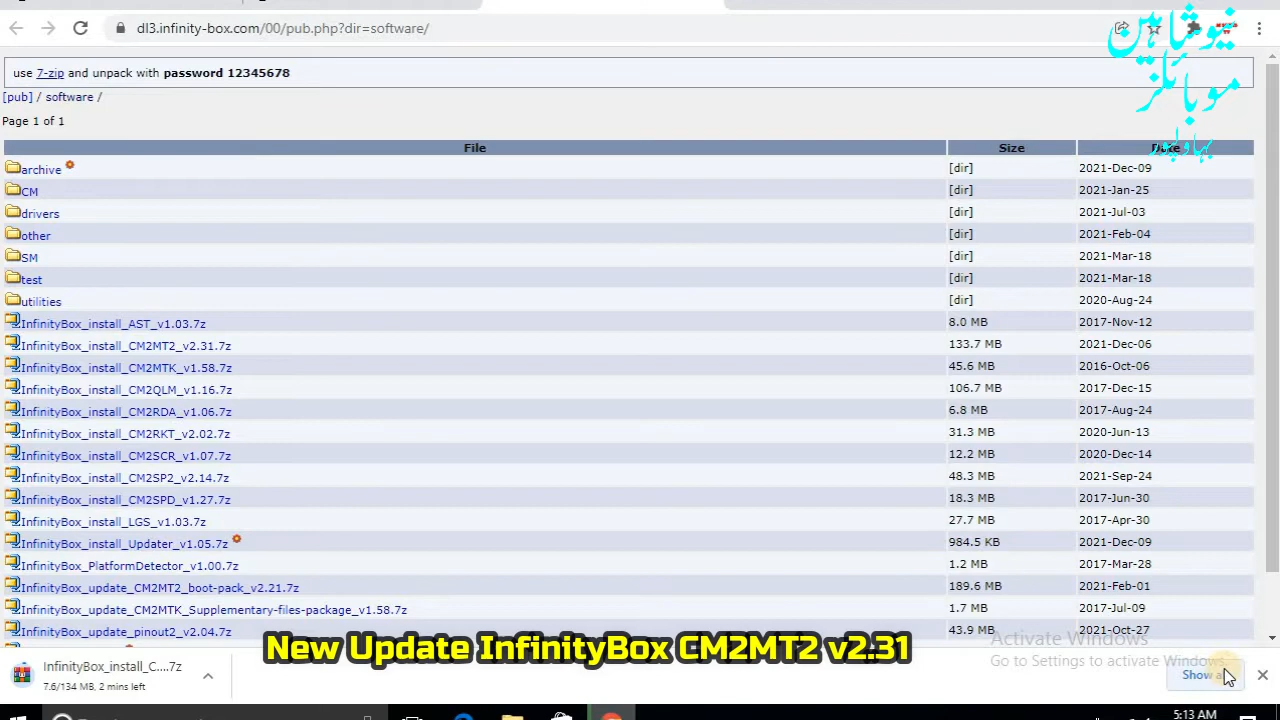 dl3.infinity-box.com/00/pub.php?dir=software/
نیو شاہین
موبائلز
بہاولپور
use 7-zip and unpack with password 12345678
[pub] / software /
Page 1 of 1
File Size Date
archive [dir] 2021-Dec-09
CM [dir] 2021-Jan-25
drivers [dir] 2021-Jul-03
other [dir] 2021-Feb-04
SM [dir] 2021-Mar-18
test [dir] 2021-Mar-18
utilities [dir] 2020-Aug-24
InfinityBox_install_AST_v1.03.7z 8.0 MB 2017-Nov-12
InfinityBox_install_CM2MT2_v2.31.7z 133.7 MB 2021-Dec-06
InfinityBox_install_CM2MTK_v1.58.7z 45.6 MB 2016-Oct-06
InfinityBox_install_CM2QLM_v1.16.7z 106.7 MB 2017-Dec-15
InfinityBox_install_CM2RDA_v1.06.7z 6.8 MB 2017-Aug-24
InfinityBox_install_CM2RKT_v2.02.7z 31.3 MB 2020-Jun-13
InfinityBox_install_CM2SCR_v1.07.7z 12.2 MB 2020-Dec-14
InfinityBox_install_CM2SP2_v2.14.7z 48.3 MB 2021-Sep-24
InfinityBox_install_CM2SPD_v1.27.7z 18.3 MB 2017-Jun-30
InfinityBox_install_LGS_v1.03.7z 27.7 MB 2017-Apr-30
InfinityBox_install_Updater_v1.05.7z 984.5 KB 2021-Dec-09
InfinityBox_PlatformDetector_v1.00.7z 1.2 MB 2017-Mar-28
InfinityBox_update_CM2MT2_boot-pack_v2.21.7z 189.6 MB 2021-Feb-01
InfinityBox_update_CM2MTK_Supplementary-files-package_v1.58.7z 1.7 MB 2017-Jul-09
InfinityBox_update_pinout2_v2.04.7z 43.9 MB 2021-Oct-27
New Update InfinityBox CM2MT2 v2.31
Activate Windows
Go to Settings to activate Windows.
InfinityBox_install_C....7z
7.6/134 MB, 2 mins left
Show
5:13 AM